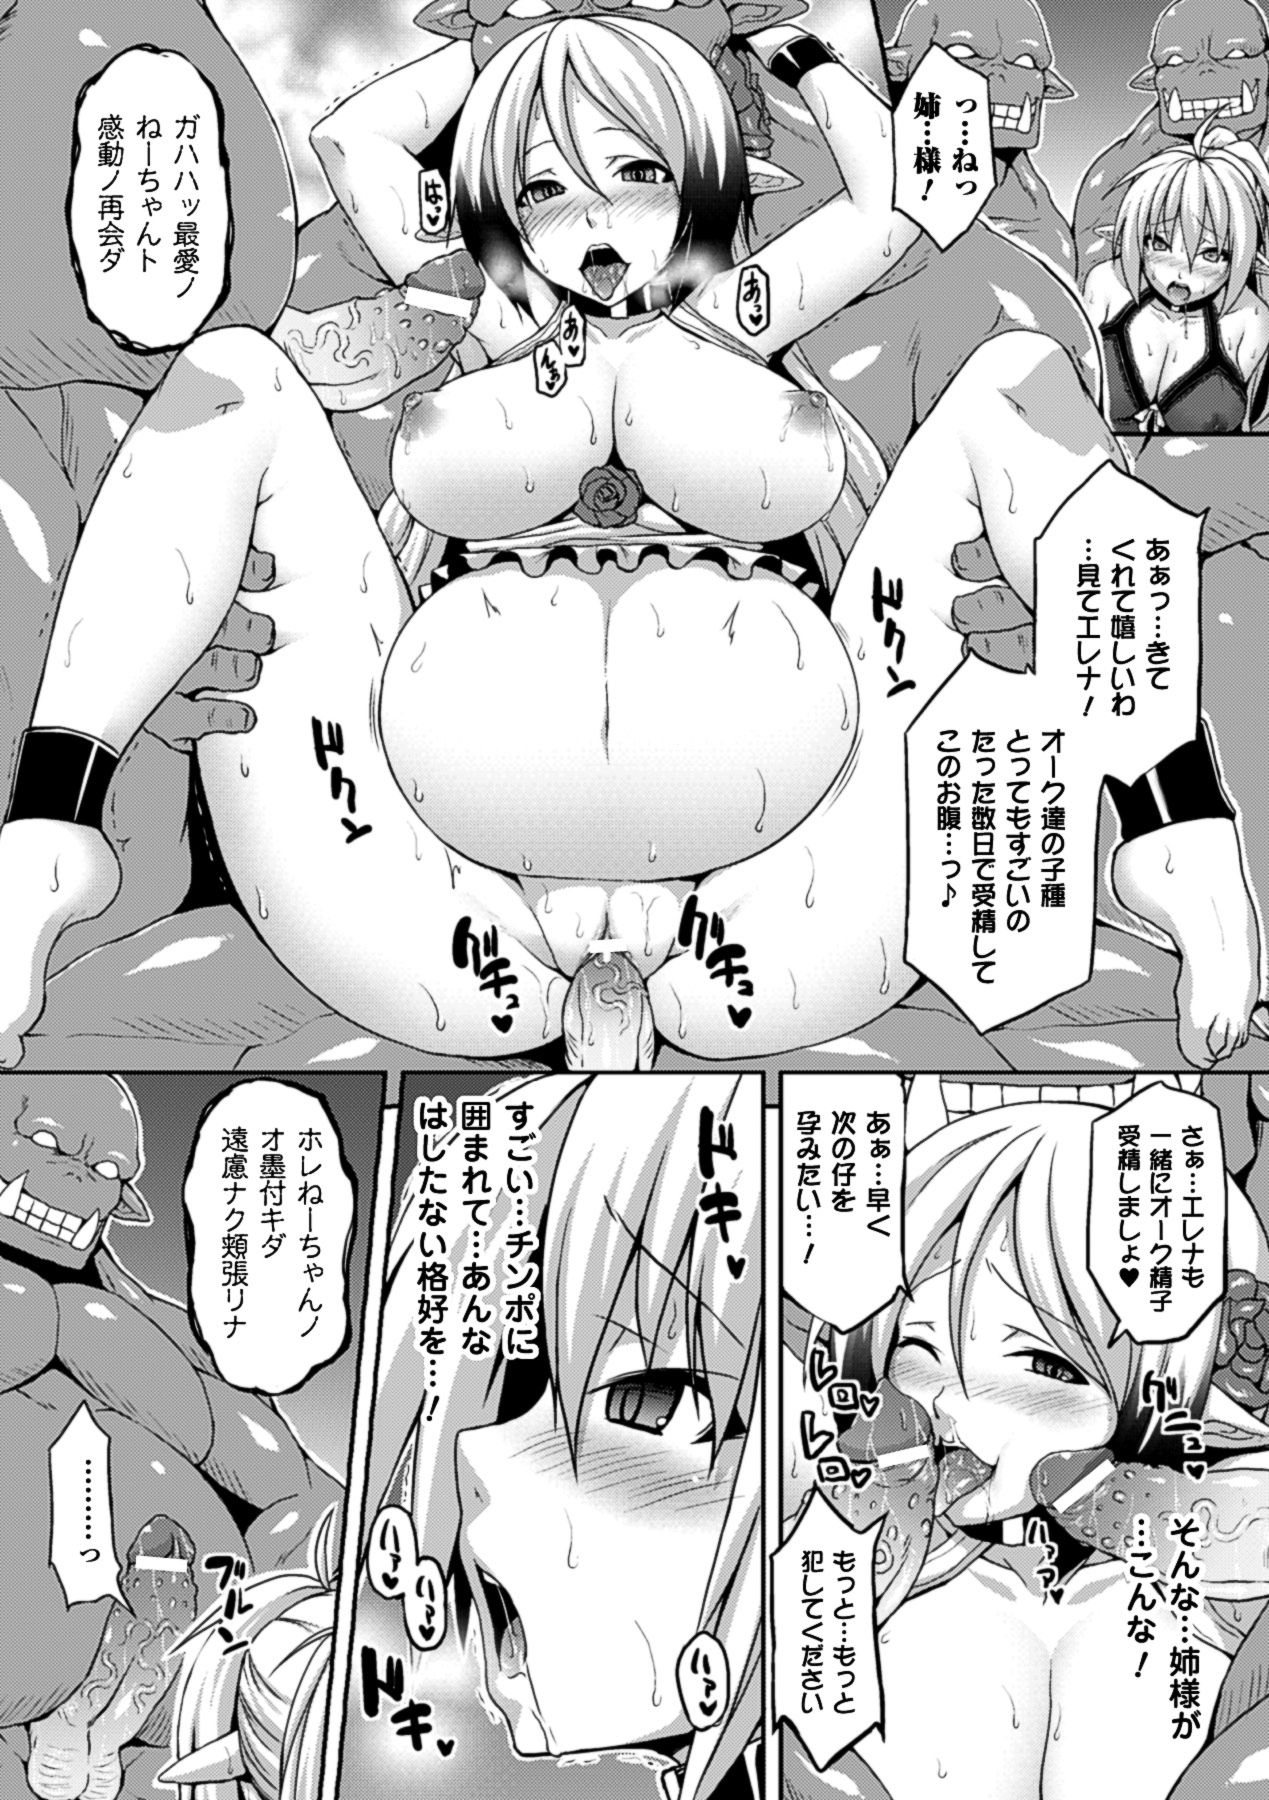 っ…ねっ
姉…様！
ガハハッ最愛ノ
ねーちゃんト
感動ノ再会ダ
はっ
あっ
あぁ
んあぁ
あぁっ…きて
くれて嬉しいわ
…見てエレナ！
オーク達の子種
とってもすごいの
たった数日で受精して
このお腹…っ♪
ドクン
ドクン
グチュ
グチュ
さぁ…エレナも
一緒にオーク精子
受精しましょ♥
あぁ…早く
次の仔を
孕みたい…！
レロ
レロ
グニュ
ハァ
そんな…姉様が
…こんな！
もっと…もっと
犯してください
すごい…チンポに
囲まれて…あんな
はしたない格好を…！
ドキ
ドキ
ハァ
ハァ
ハァ
ホレねーちゃんノ
オ墨付キダ
遠慮ナク頬張リナ
………っ
ブルン